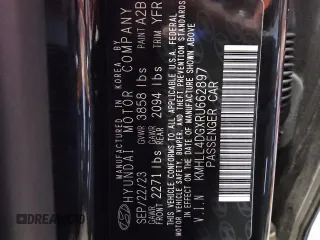 MANUFACTURED IN KOREA BY
HYUNDAI MOTOR COMPANY
SEP/22/23 GVWR 3858 lbs PAINT A2B
GAWR FRONT 2271 lbs GAWR REAR 2094 lbs TRIM YFR
THIS VEHICLE CONFORMS TO ALL APPLICABLE U.S.A. FEDERAL
MOTOR VEHICLE SAFETY, BUMPER, AND THEFT PREVENTION STANDARDS
IN EFFECT ON THE DATE OF MANUFACTURE SHOWN ABOVE.
V.I.N : KMHLL4DGXRU662897
PASSENGER CAR